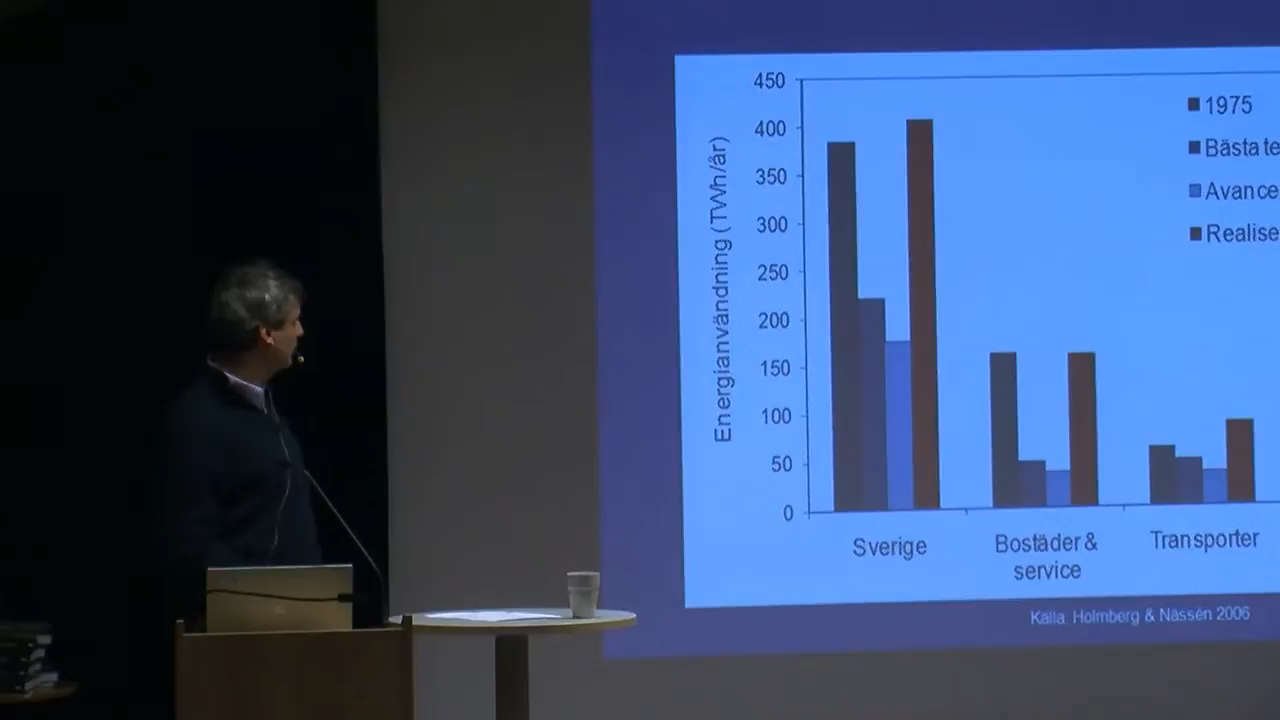 450
400
350
300
250
200
150
100
50
0
Energianvändning (TWh/år)
1975
Bästa te
Avance
Realise
Sverige
Bostäder &
service
Transporter
Källa: Holmberg & Nässén 2006